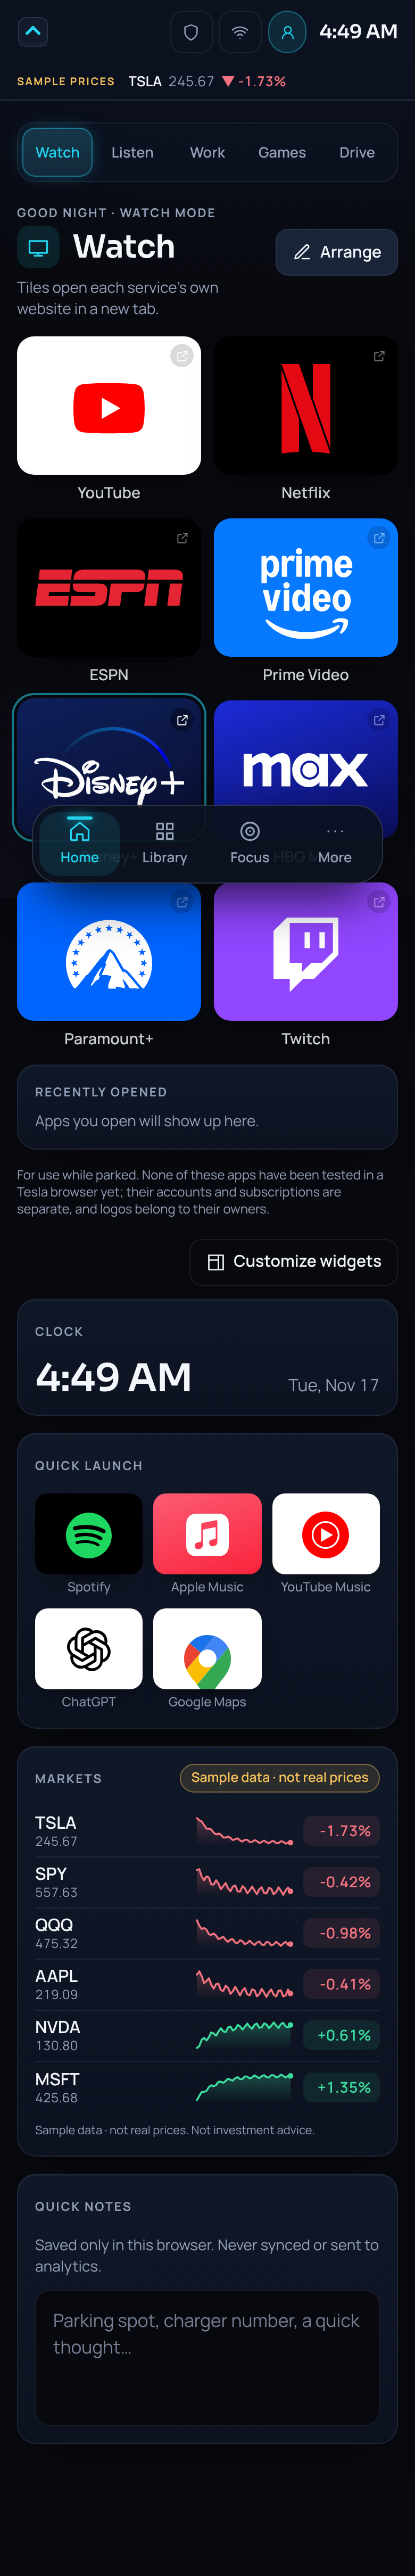 4:49 AM
SAMPLE PRICES TSLA 245.67 ▼ -1.73%
Watch Listen Work Games Drive
GOOD NIGHT · WATCH MODE
Watch
Arrange
Tiles open each service's own
website in a new tab.
YouTube
Netflix
ESPN
prime
video
ESPN
Prime Video
Disney+
max
Home Library Focus More
Paramount+
Twitch
RECENTLY OPENED
Apps you open will show up here.
For use while parked. None of these apps have been tested in a
Tesla browser yet; their accounts and subscriptions are
separate, and logos belong to their owners.
Customize widgets
CLOCK
4:49 AM
Tue, Nov 17
QUICK LAUNCH
Spotify
Apple Music
YouTube Music
ChatGPT
Google Maps
MARKETS
Sample data · not real prices
TSLA
245.67
-1.73%
SPY
557.63
-0.42%
QQQ
475.32
-0.98%
AAPL
219.09
-0.41%
NVDA
130.80
+0.61%
MSFT
425.68
+1.35%
Sample data · not real prices. Not investment advice.
QUICK NOTES
Saved only in this browser. Never synced or sent to
analytics.
Parking spot, charger number, a quick
thought…